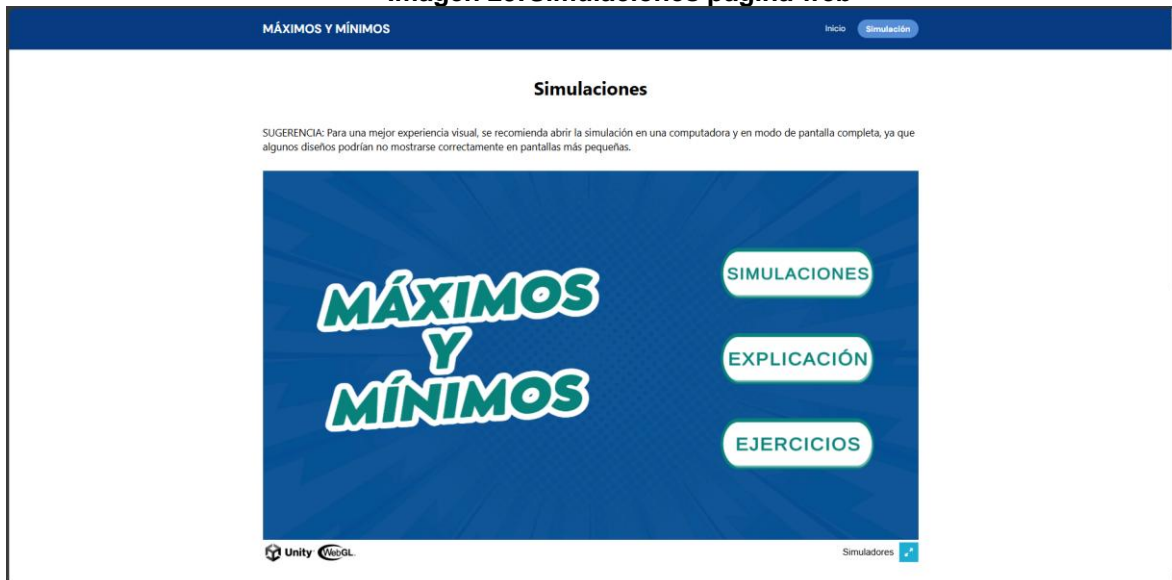 MÁXIMOS Y MÍNIMOS
Inicio
Simulación
Simulaciones
SUGERENCIA: Para una mejor experiencia visual, se recomienda abrir la simulación en una computadora y en modo de pantalla completa, ya que
algunos diseños podrían no mostrarse correctamente en pantallas más pequeñas.
MÁXIMOS
Y
MÍNIMOS
SIMULACIONES
EXPLICACIÓN
EJERCICIOS
Unity WebGL.
Simuladores